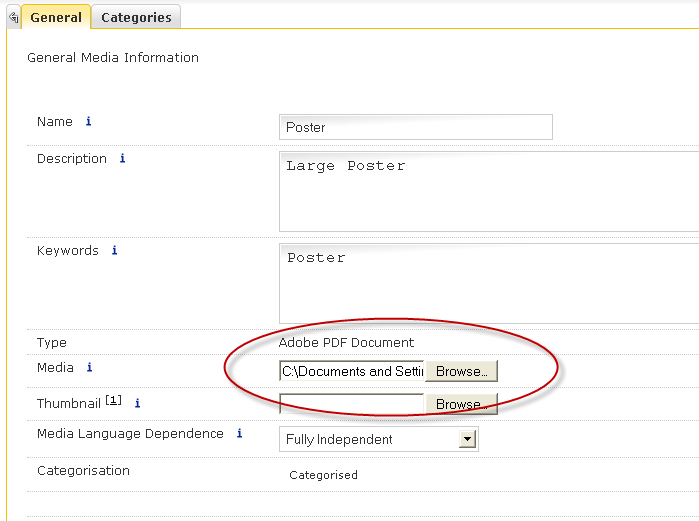 General Categories
General Media Information
Name i Poster
Description i Large Poster
Keywords i Poster
Type Adobe PDF Document
Media i C:\Documents and Settin Browse...
Thumbnail [1] i Browse...
Media Language Dependence i Fully Independent
Categorisation Categorised